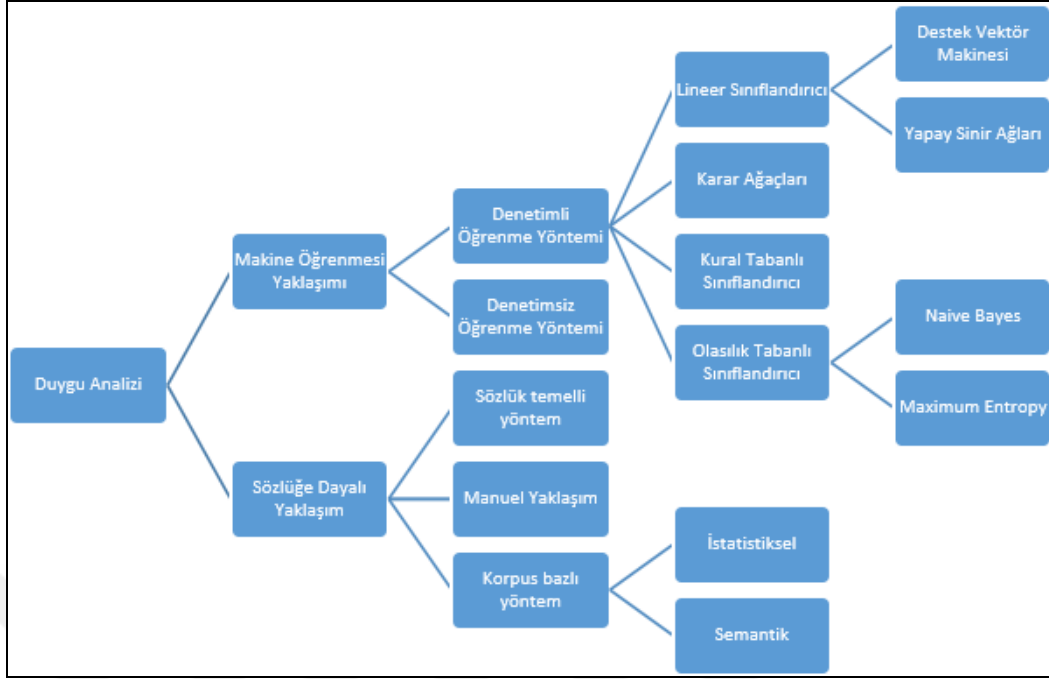 Duygu Analizi
Makine Öğrenmesi
Yaklaşımı
Denetimli
Öğrenme Yöntemi
Lineer Sınıflandırıcı
Destek Vektör
Makinesi
Yapay Sinir Ağları
Karar Ağaçları
Kural Tabanlı
Sınıflandırıcı
Olasılık Tabanlı
Sınıflandırıcı
Naive Bayes
Maximum Entropy
Denetimsiz
Öğrenme Yöntemi
Sözlüğe Dayalı
Yaklaşım
Sözlük temelli
yöntem
Manuel Yaklaşım
Korpus bazlı
yöntem
İstatistiksel
Semantik